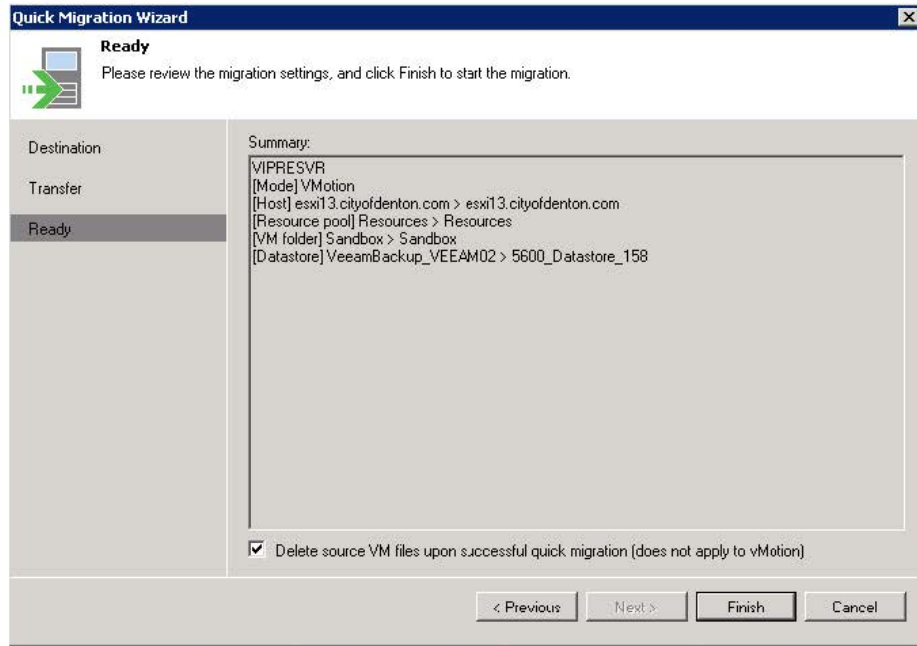 Quick Migration Wizard
Ready
Please review the migration settings, and click Finish to start the migration.
Destination
Transfer
Ready
Summary:
VIPRESVR
[Mode] VMotion
[Host] esxi13.cityofdenton.com > esxi13.cityofdenton.com
[Resource pool] Resources > Resources
[VM folder] Sandbox > Sandbox
[Datastore] VeeamBackup_VEEAM02 > 5600_Datastore_158
Delete source VM files upon successful quick migration (does not apply to vMotion)
< Previous
Next >
Finish
Cancel